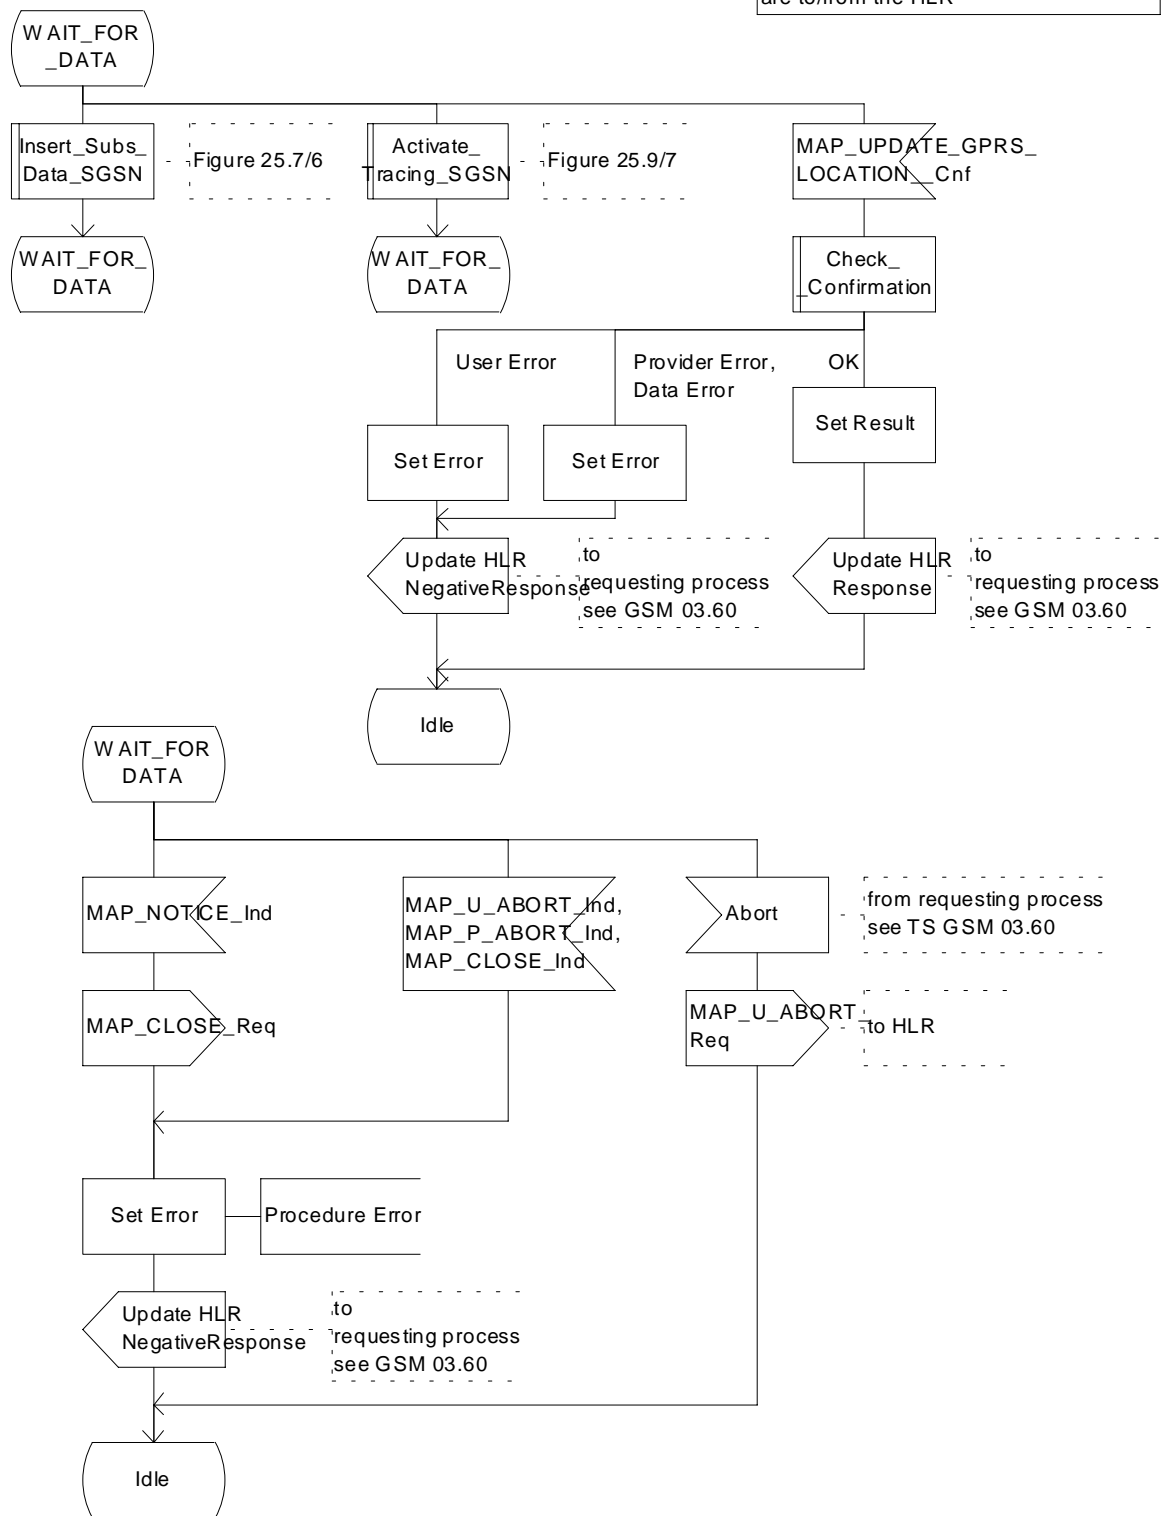 are to/from the HLR
WAIT_FOR
_DATA
Insert_Subs_
Data_SGSN
Figure 25.7/6
Activate_
Tracing_SGSN
Figure 25.9/7
MAP_UPDATE_GPRS_
LOCATION__Cnf
WAIT_FOR_
DATA
WAIT_FOR_
DATA
Check_
_Confirmation
User Error
Provider Error,
Data Error
OK
Set Result
Set Error
Set Error
Update HLR
NegativeResponse
to
requesting process
see GSM 03.60
Update HLR
Response
to
requesting process
see GSM 03.60
Idle
WAIT_FOR
DATA
MAP_NOTICE_Ind
MAP_U_ABORT_Ind,
MAP_P_ABORT_Ind,
MAP_CLOSE_Ind
Abort
from requesting process
see TS GSM 03.60
MAP_CLOSE_Req
MAP_U_ABORT_
Req
to HLR
Set Error
Procedure Error
Update HLR
NegativeResponse
to
requesting process
see GSM 03.60
Idle